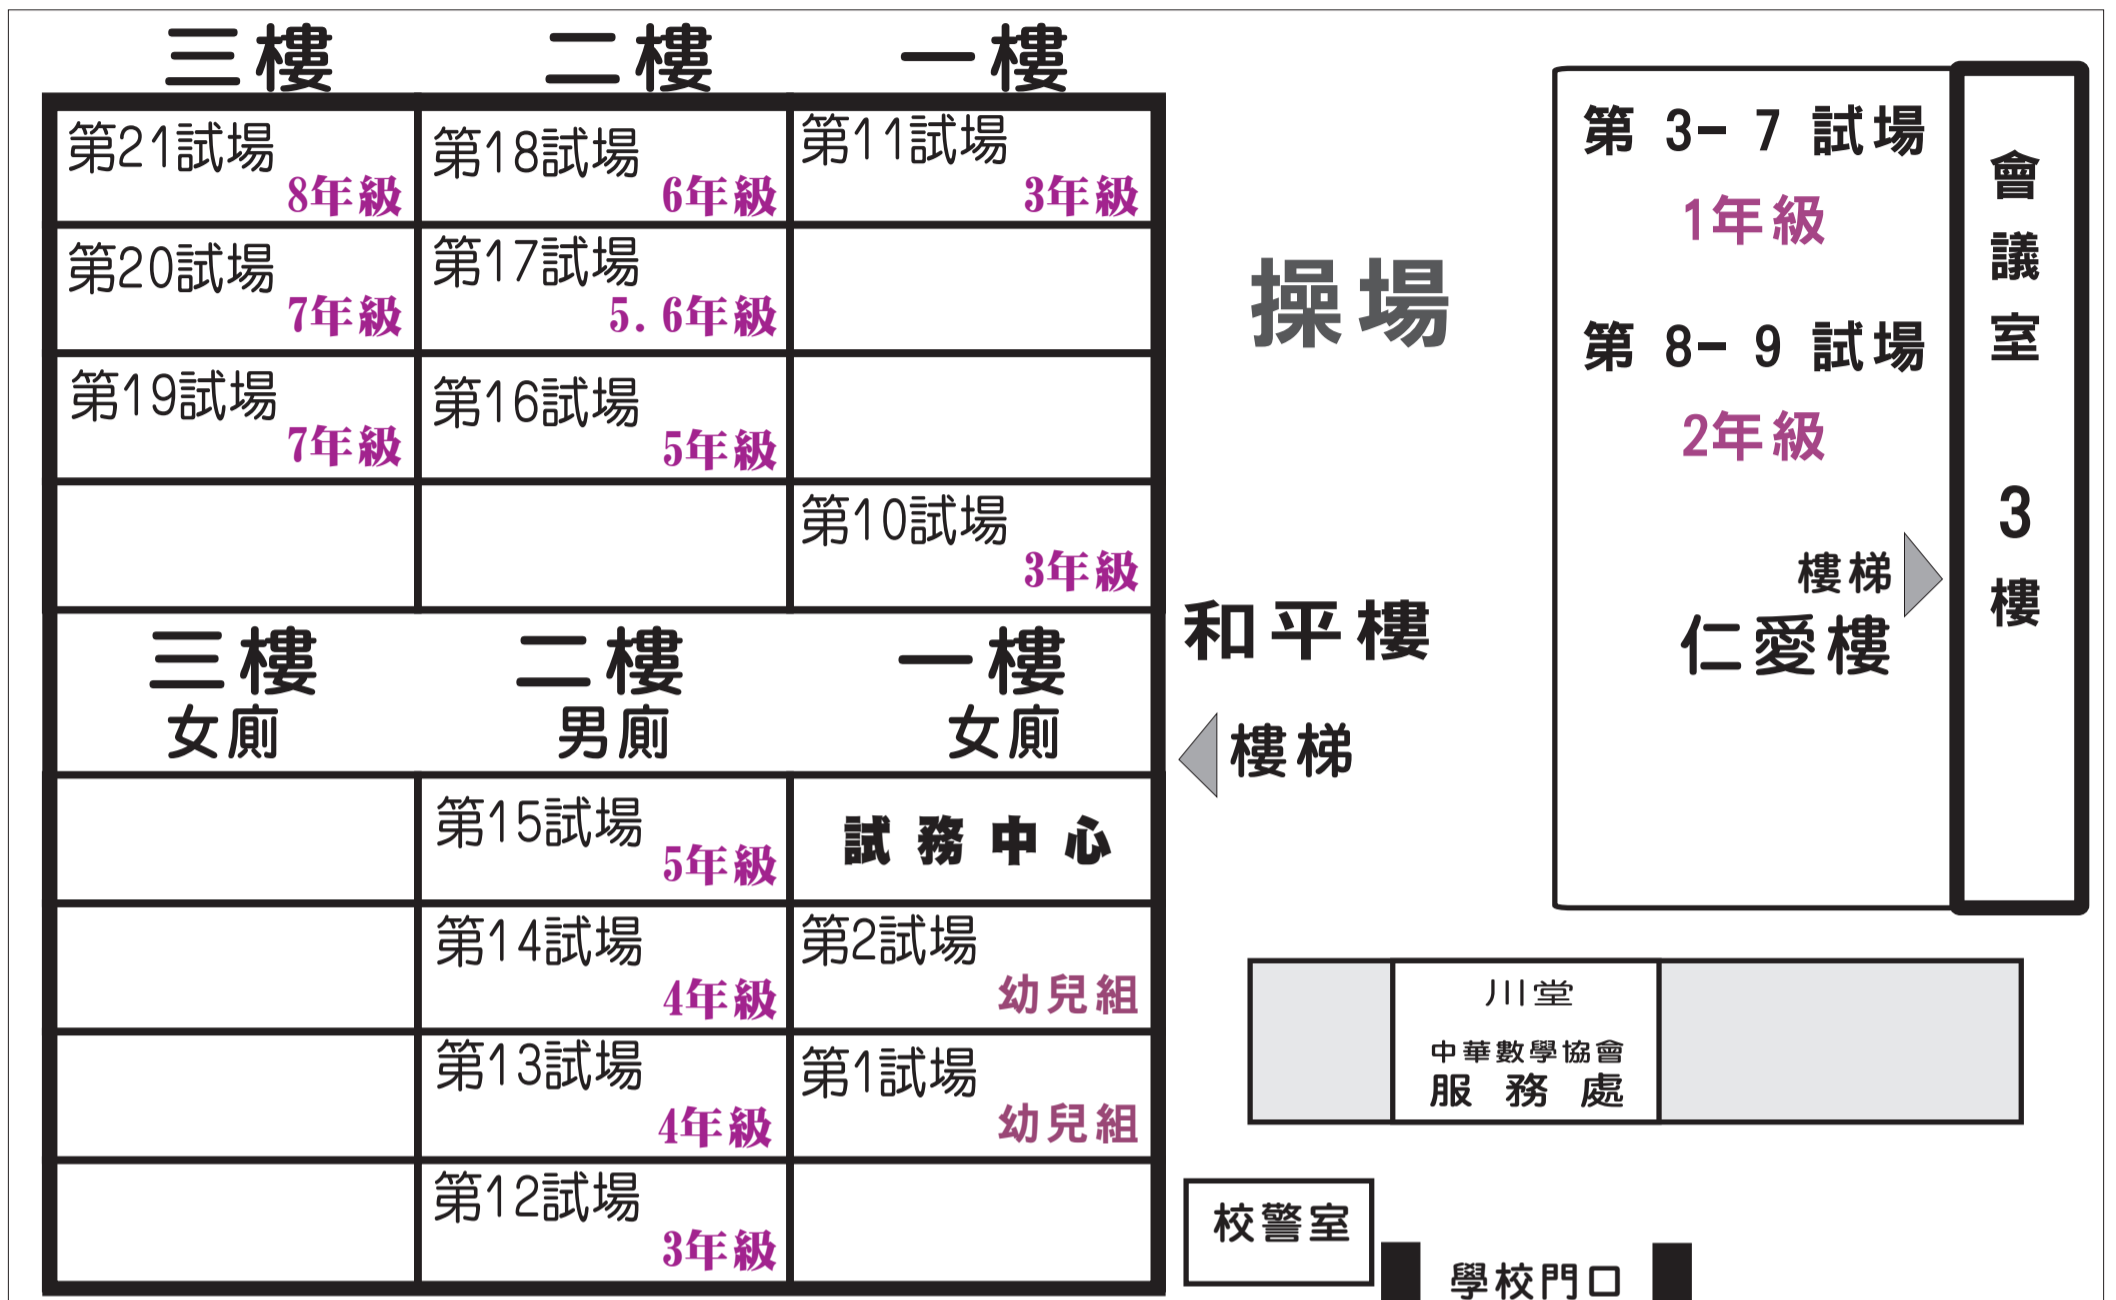 三樓 二樓 一樓
第21試場 8年級 第18試場 6年級 第11試場 3年級
第20試場 7年級 第17試場 5. 6年級
第19試場 7年級 第16試場 5年級
第10試場 3年級
三樓 二樓 一樓
女廁 男廁 女廁
第15試場 5年級 試務中心
第14試場 4年級 第2試場 幼兒組
第13試場 4年級 第1試場 幼兒組
第12試場 3年級
操場
和平樓
樓梯
第 3- 7 試場
1年級
第 8- 9 試場
2年級
樓梯
仁愛樓
會議室 3樓
川堂
中華數學協會
服務處
校警室
學校門口